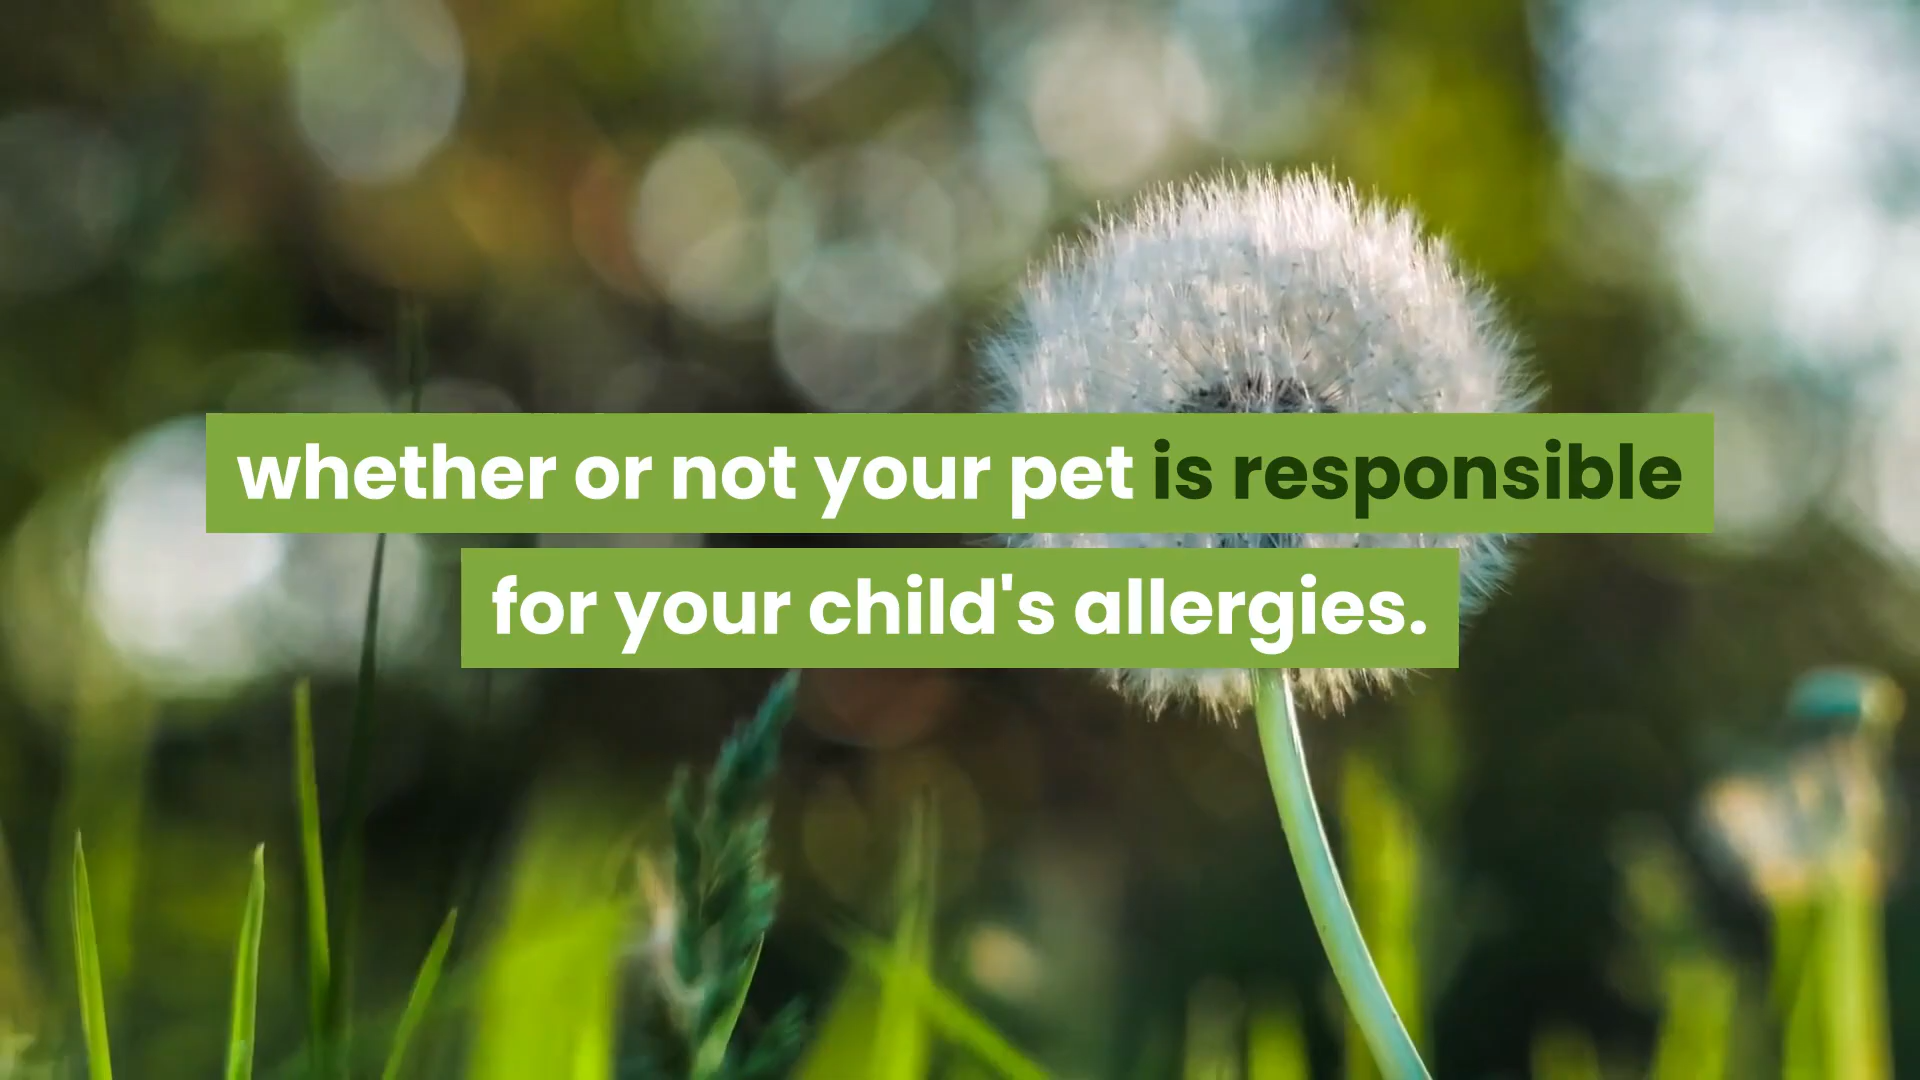 whether or not your pet is responsible
for your child's allergies.